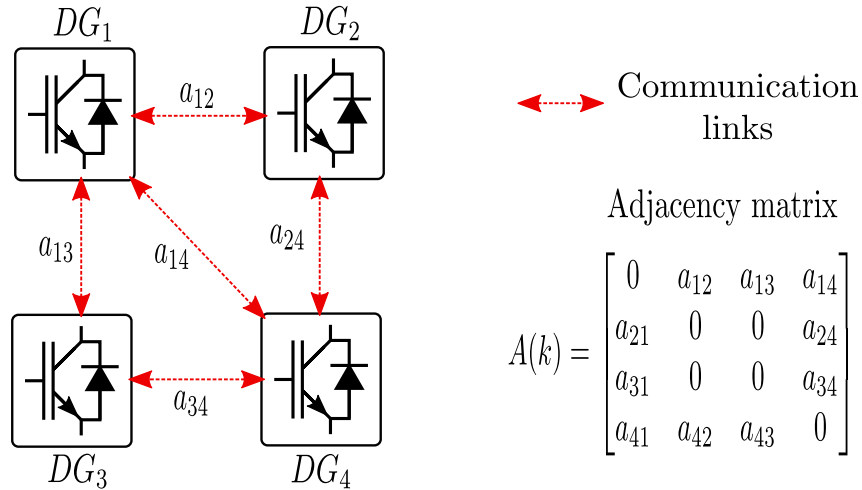 DG₁ DG₂
a₁₂
a₁₃ a₁₄ a₂₄
a₃₄
DG₃ DG₄
Communication
links
Adjacency matrix
A(k) = [0 a₁₂ a₁₃ a₁₄
a₂₁ 0 0 a₂₄
a₃₁ 0 0 a₃₄
a₄₁ a₄₂ a₄₃ 0]